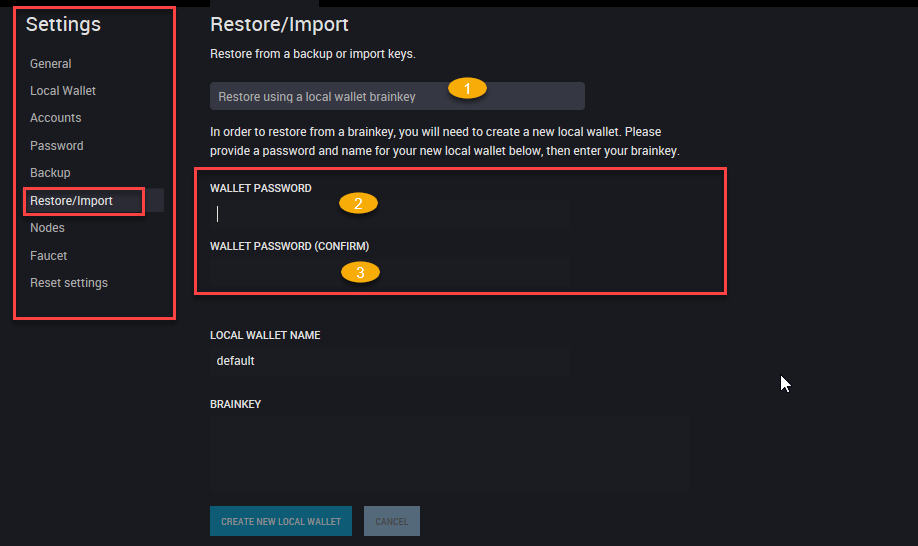 Settings
General
Local Wallet
Accounts
Password
Backup
Restore/Import
Nodes
Faucet
Reset settings
Restore/Import
Restore from a backup or import keys.
Restore using a local wallet brainkey
1
In order to restore from a brainkey, you will need to create a new local wallet. Please
provide a password and name for your new local wallet below, then enter your brainkey.
WALLET PASSWORD
2
WALLET PASSWORD (CONFIRM)
3
LOCAL WALLET NAME
default
BRAINKEY
CREATE NEW LOCAL WALLET
CANCEL